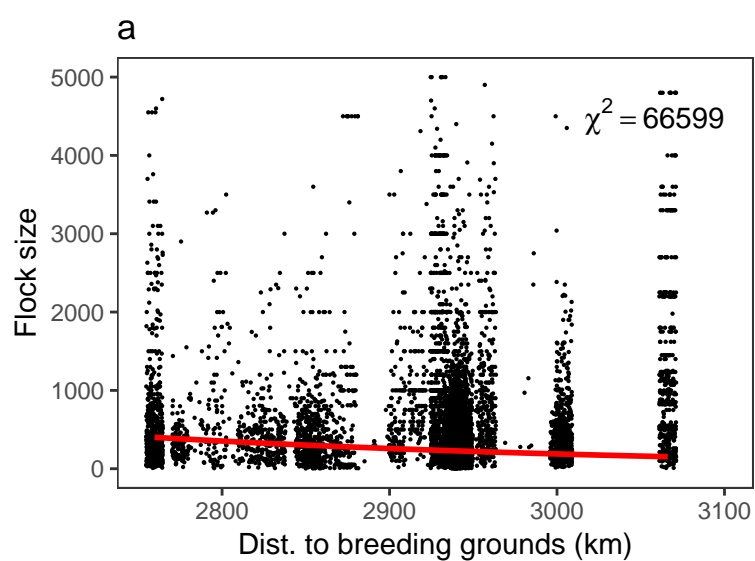 a
5000
χ² = 66599
4000
3000
2000
1000
0
Flock size
2800 2900 3000 3100
Dist. to breeding grounds (km)